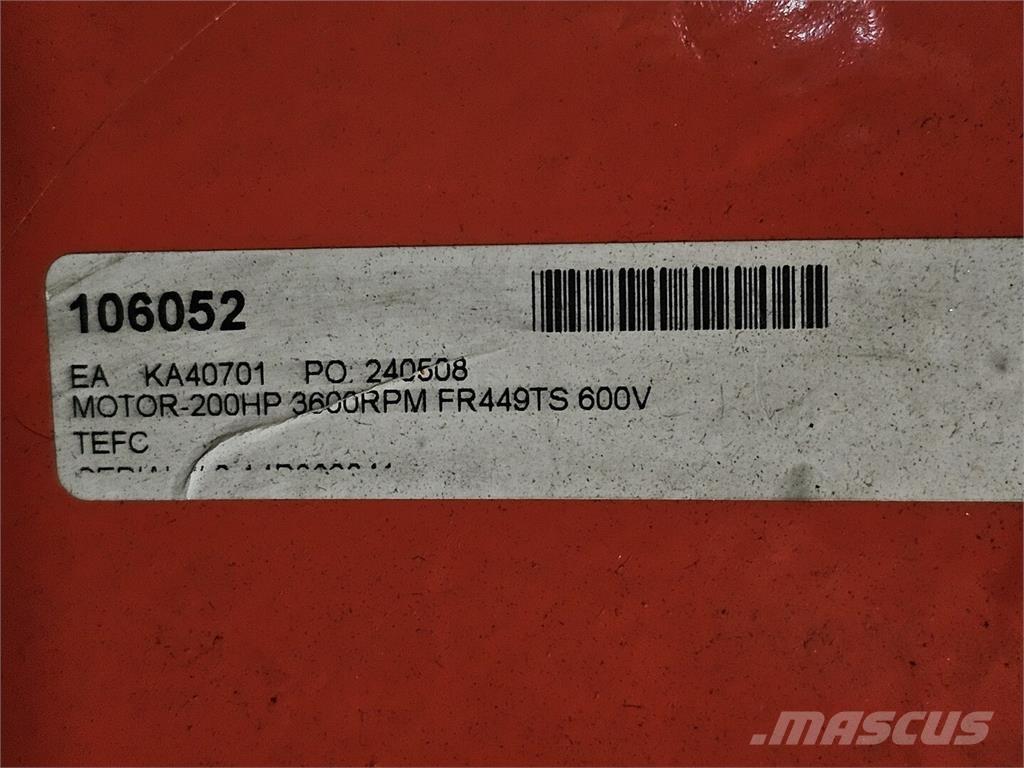 106052
EA KA40701 PO: 240508
MOTOR-200HP 3600RPM FR449TS 600V
TEFC
MASCUS